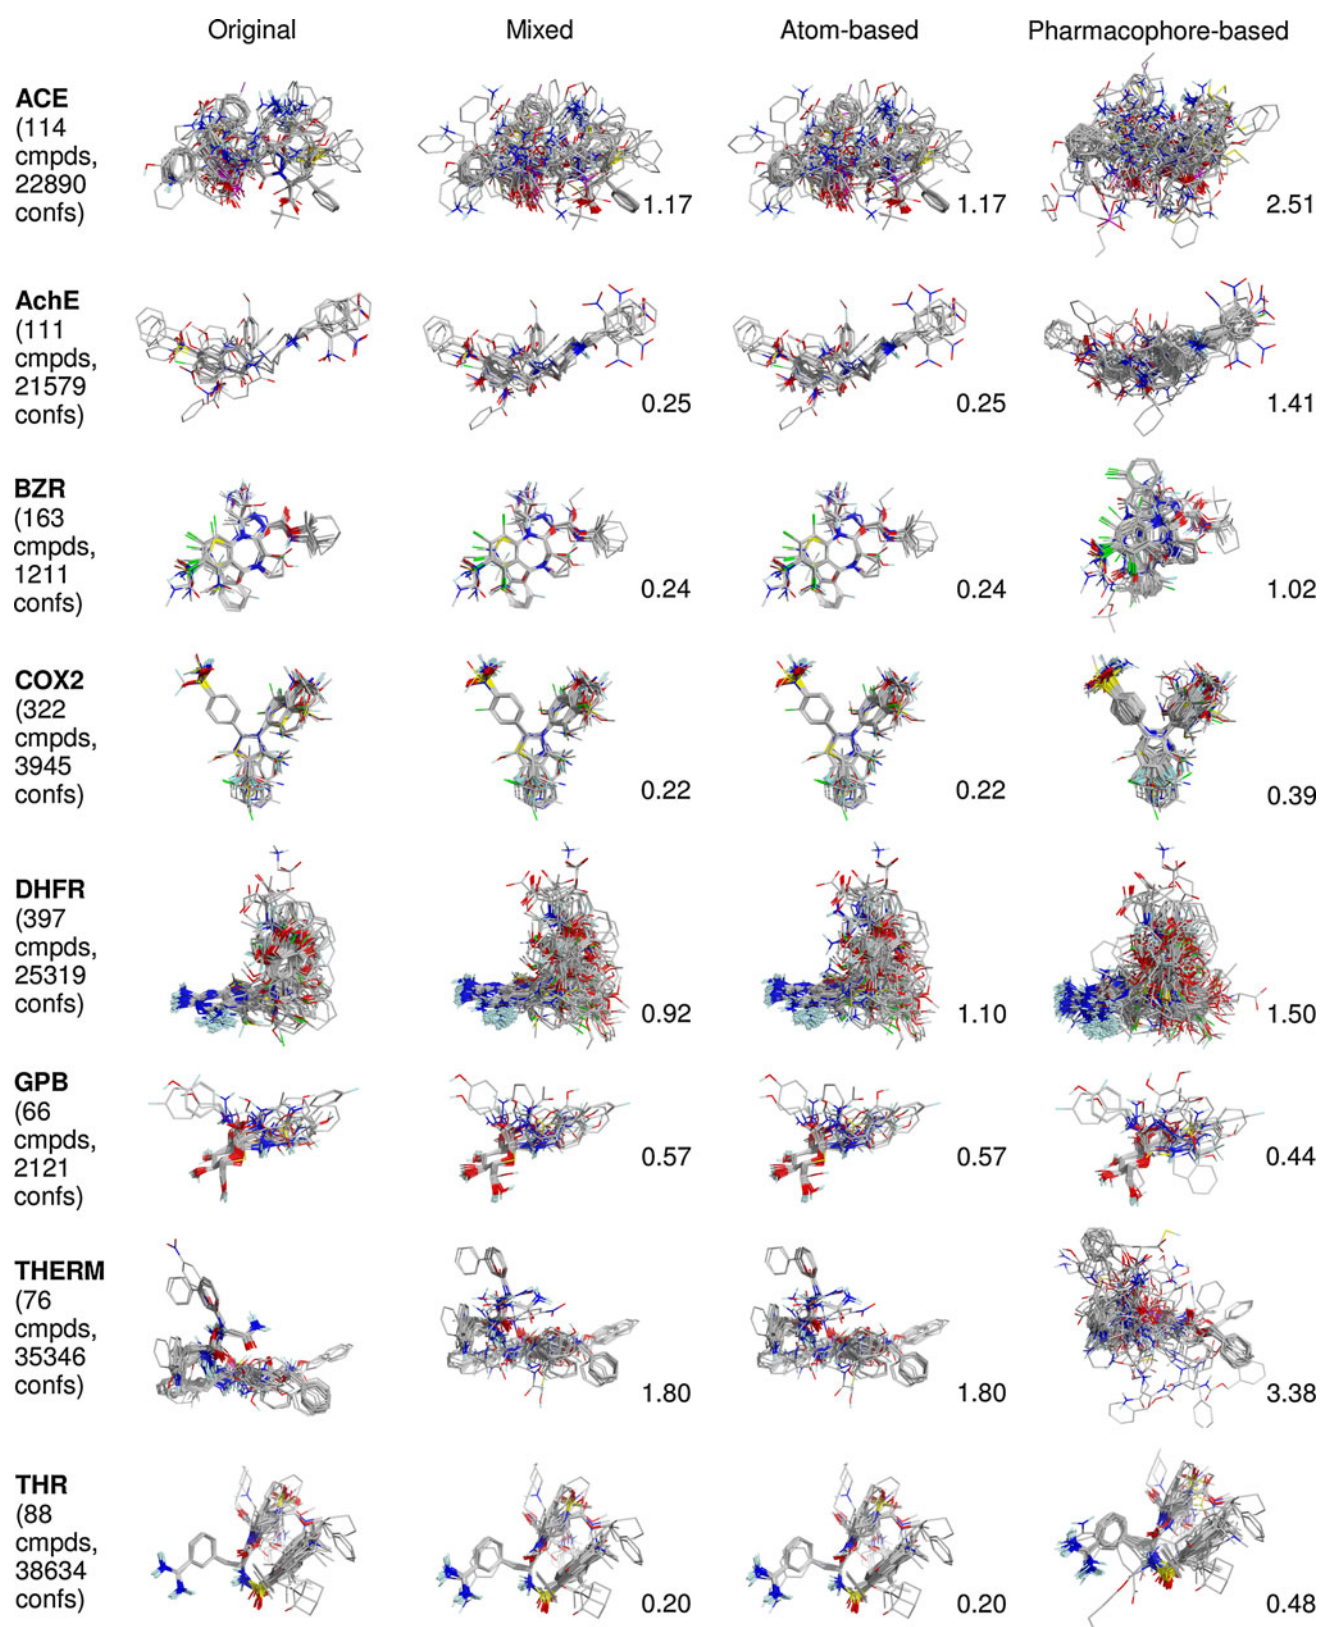 Original Mixed Atom-based Pharmacophore-based
ACE
(114
cmpds,
22890
confs)
1.17 1.17 2.51
AchE
(111
cmpds,
21579
confs)
0.25 0.25 1.41
BZR
(163
cmpds,
1211
confs)
0.24 0.24 1.02
COX2
(322
cmpds,
3945
confs)
0.22 0.22 0.39
DHFR
(397
cmpds,
25319
confs)
0.92 1.10 1.50
GPB
(66
cmpds,
2121
confs)
0.57 0.57 0.44
THERM
(76
cmpds,
35346
confs)
1.80 1.80 3.38
THR
(88
cmpds,
38634
confs)
0.20 0.20 0.48